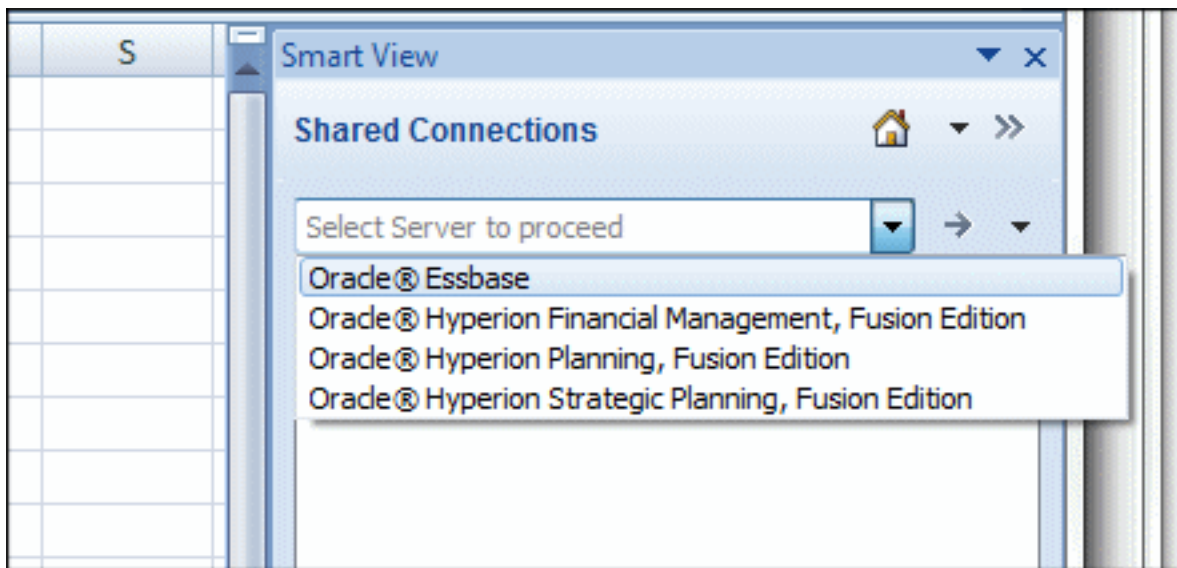 S
Smart View
Shared Connections
Select Server to proceed
Oracle® Essbase
Oracle® Hyperion Financial Management, Fusion Edition
Oracle® Hyperion Planning, Fusion Edition
Oracle® Hyperion Strategic Planning, Fusion Edition